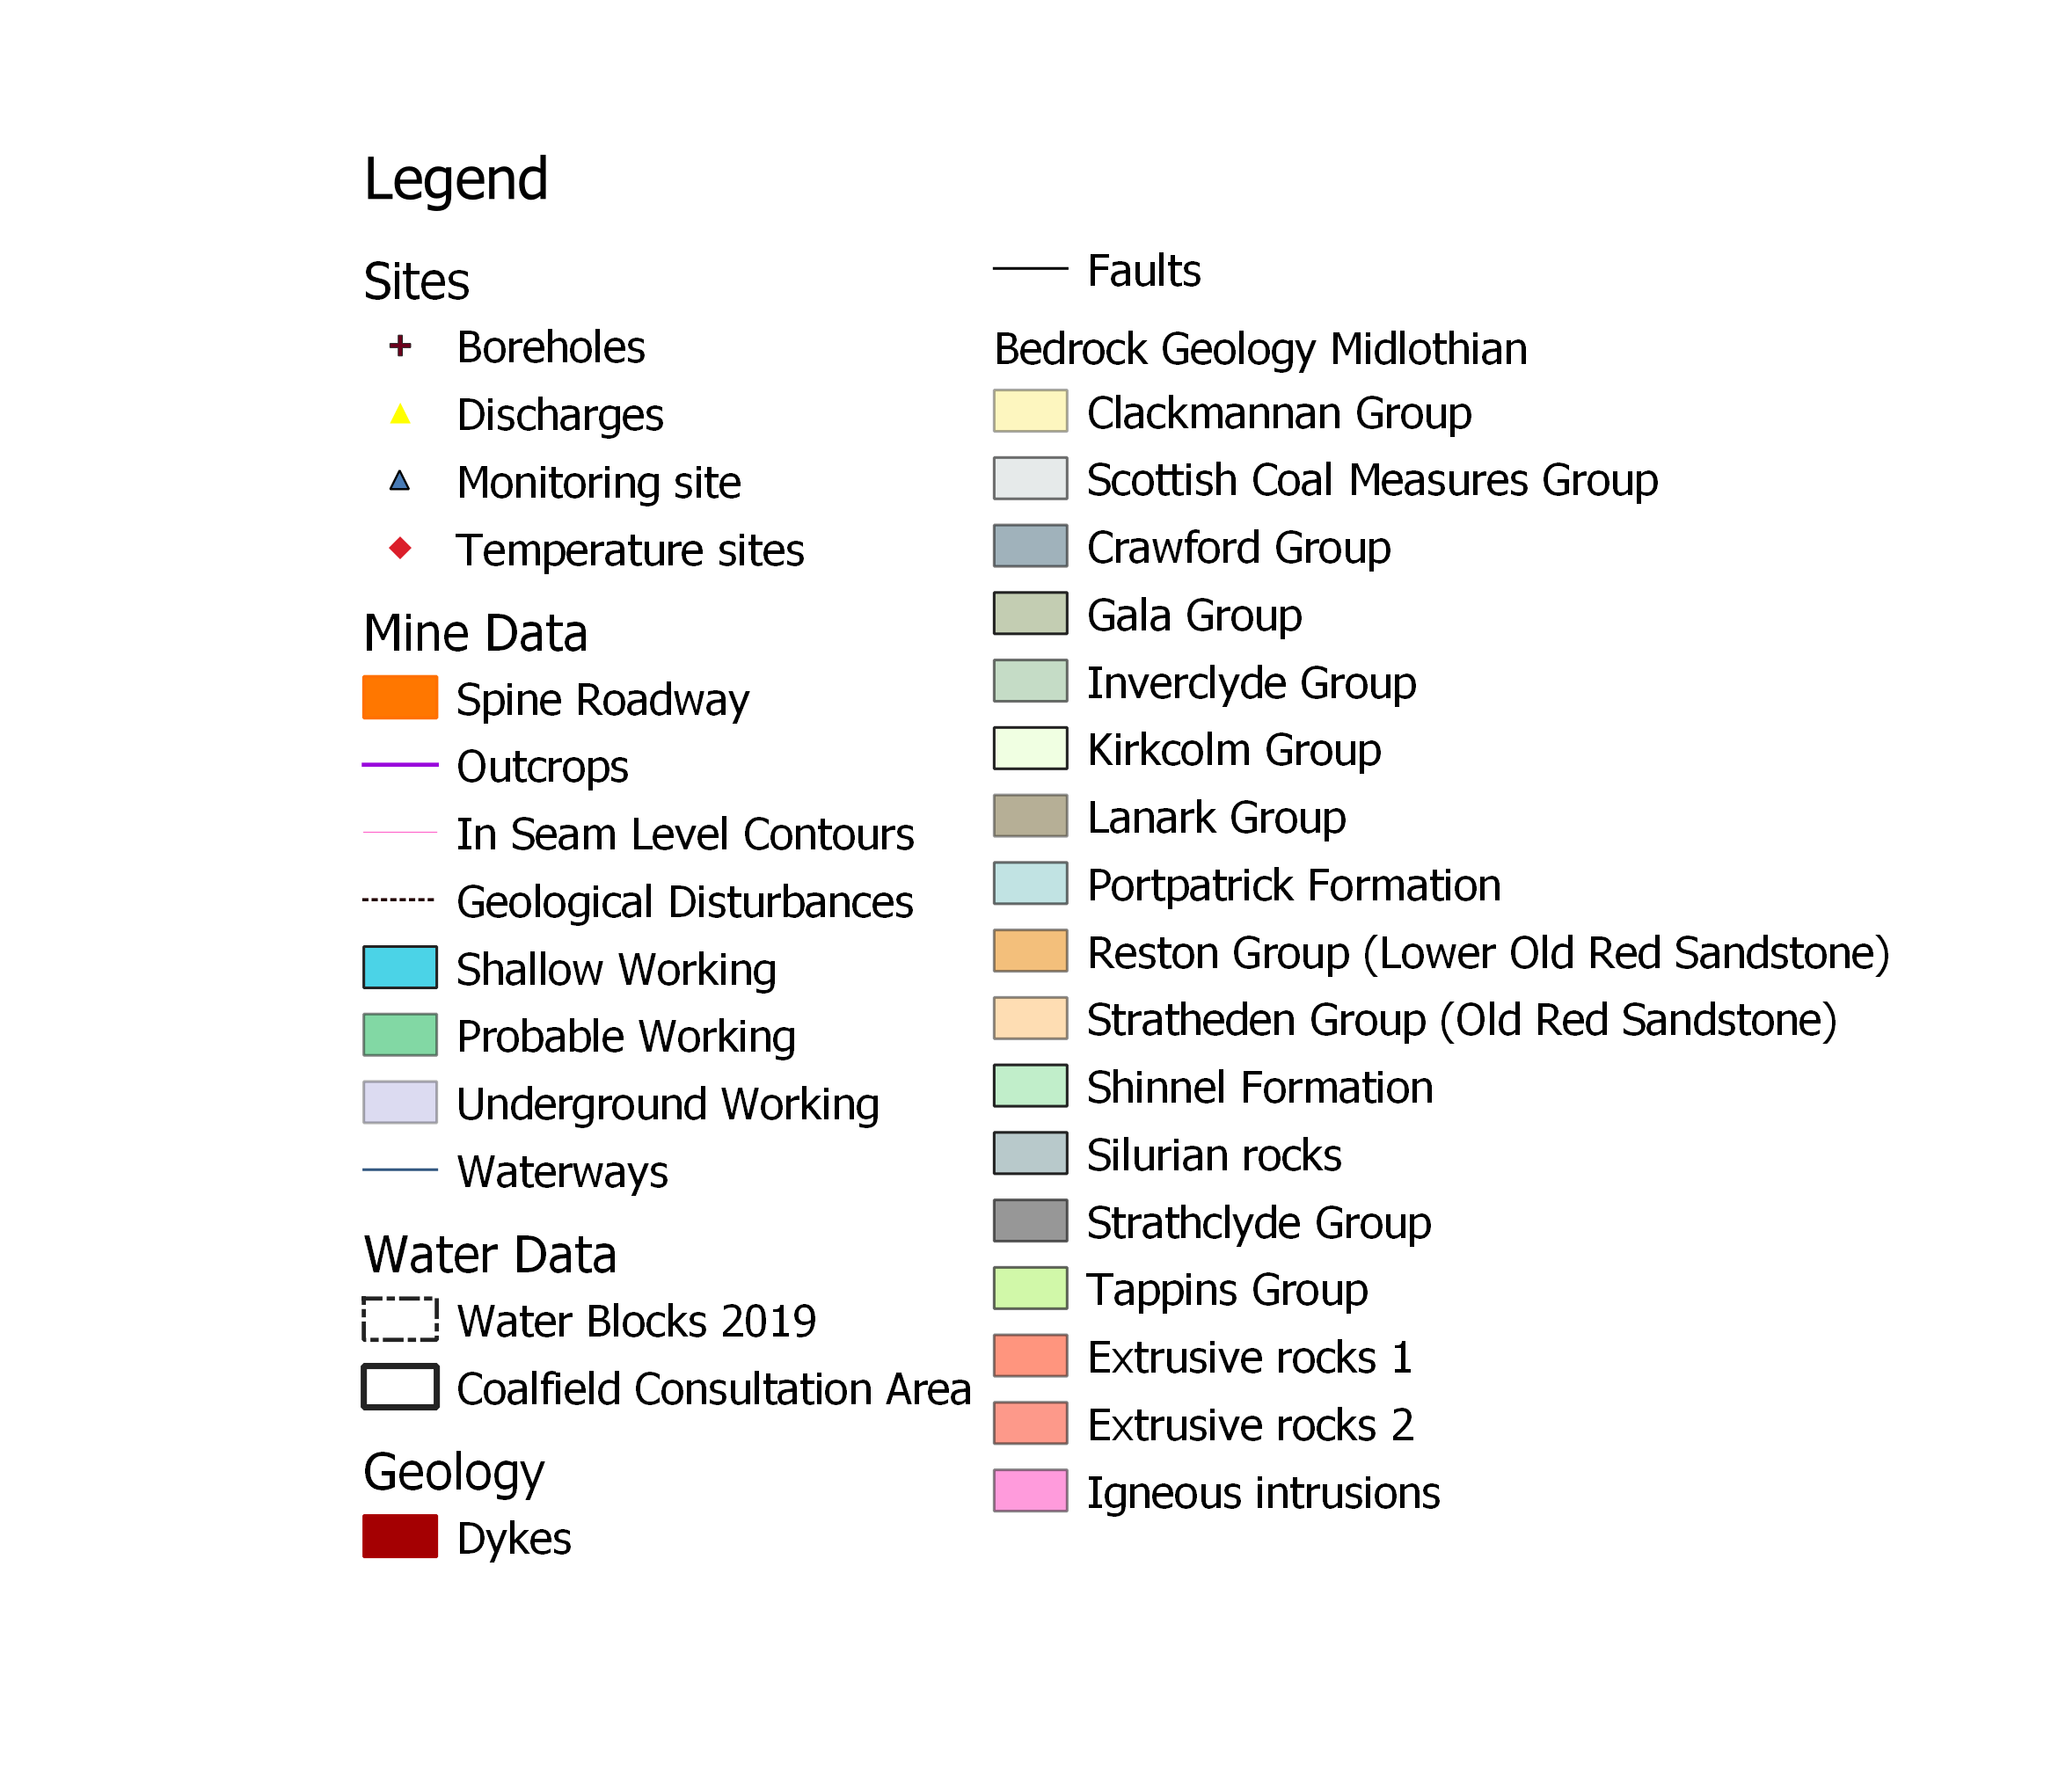 Legend
Sites
Boreholes
Discharges
Monitoring site
Temperature sites
Mine Data
Spine Roadway
Outcrops
In Seam Level Contours
Geological Disturbances
Shallow Working
Probable Working
Underground Working
Waterways
Water Data
Water Blocks 2019
Coalfield Consultation Area
Geology
Dykes
Faults
Bedrock Geology Midlothian
Clackmannan Group
Scottish Coal Measures Group
Crawford Group
Gala Group
Inverclyde Group
Kirkcolm Group
Lanark Group
Portpatrick Formation
Reston Group (Lower Old Red Sandstone)
Stratheden Group (Old Red Sandstone)
Shinnel Formation
Silurian rocks
Strathclyde Group
Tappins Group
Extrusive rocks 1
Extrusive rocks 2
Igneous intrusions